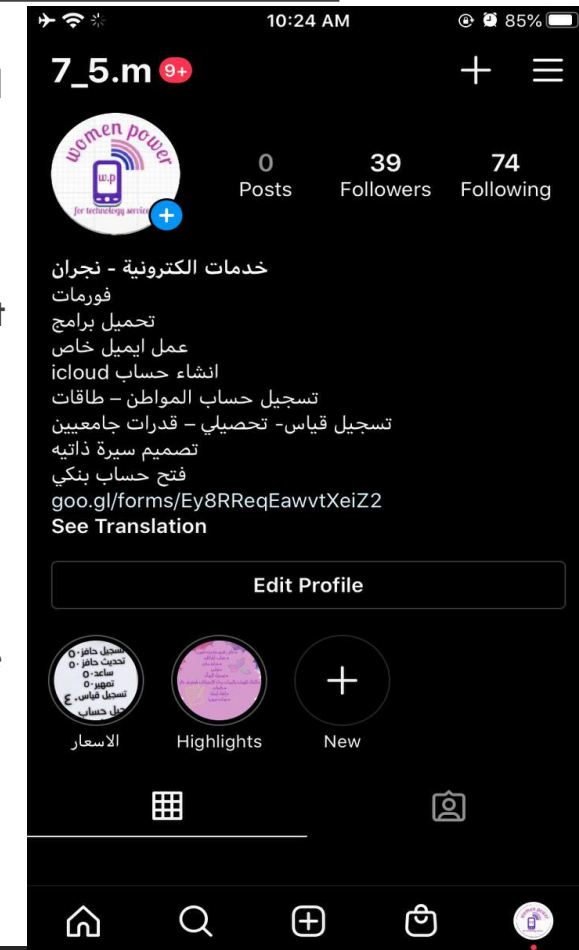 10:24 AM
85%
7_5.m 9+
women power
w.p
for technology service
0
Posts
39
Followers
74
Following
خدمات الكترونية - نجران
فورمات
تحميل برامج
عمل ايميل خاص
انشاء حساب icloud
تسجيل حساب المواطن – طاقات
تسجيل قياس- تحصيلي – قدرات جامعيين
تصميم سيرة ذاتيه
فتح حساب بنكي
goo.gl/forms/Ey8RReqEawvtXeiZ2
See Translation
Edit Profile
تسجيل حافز
تحديث حافز
ساعد
تمهير
تسجيل قياس
حساب
الاسعار
Highlights
New